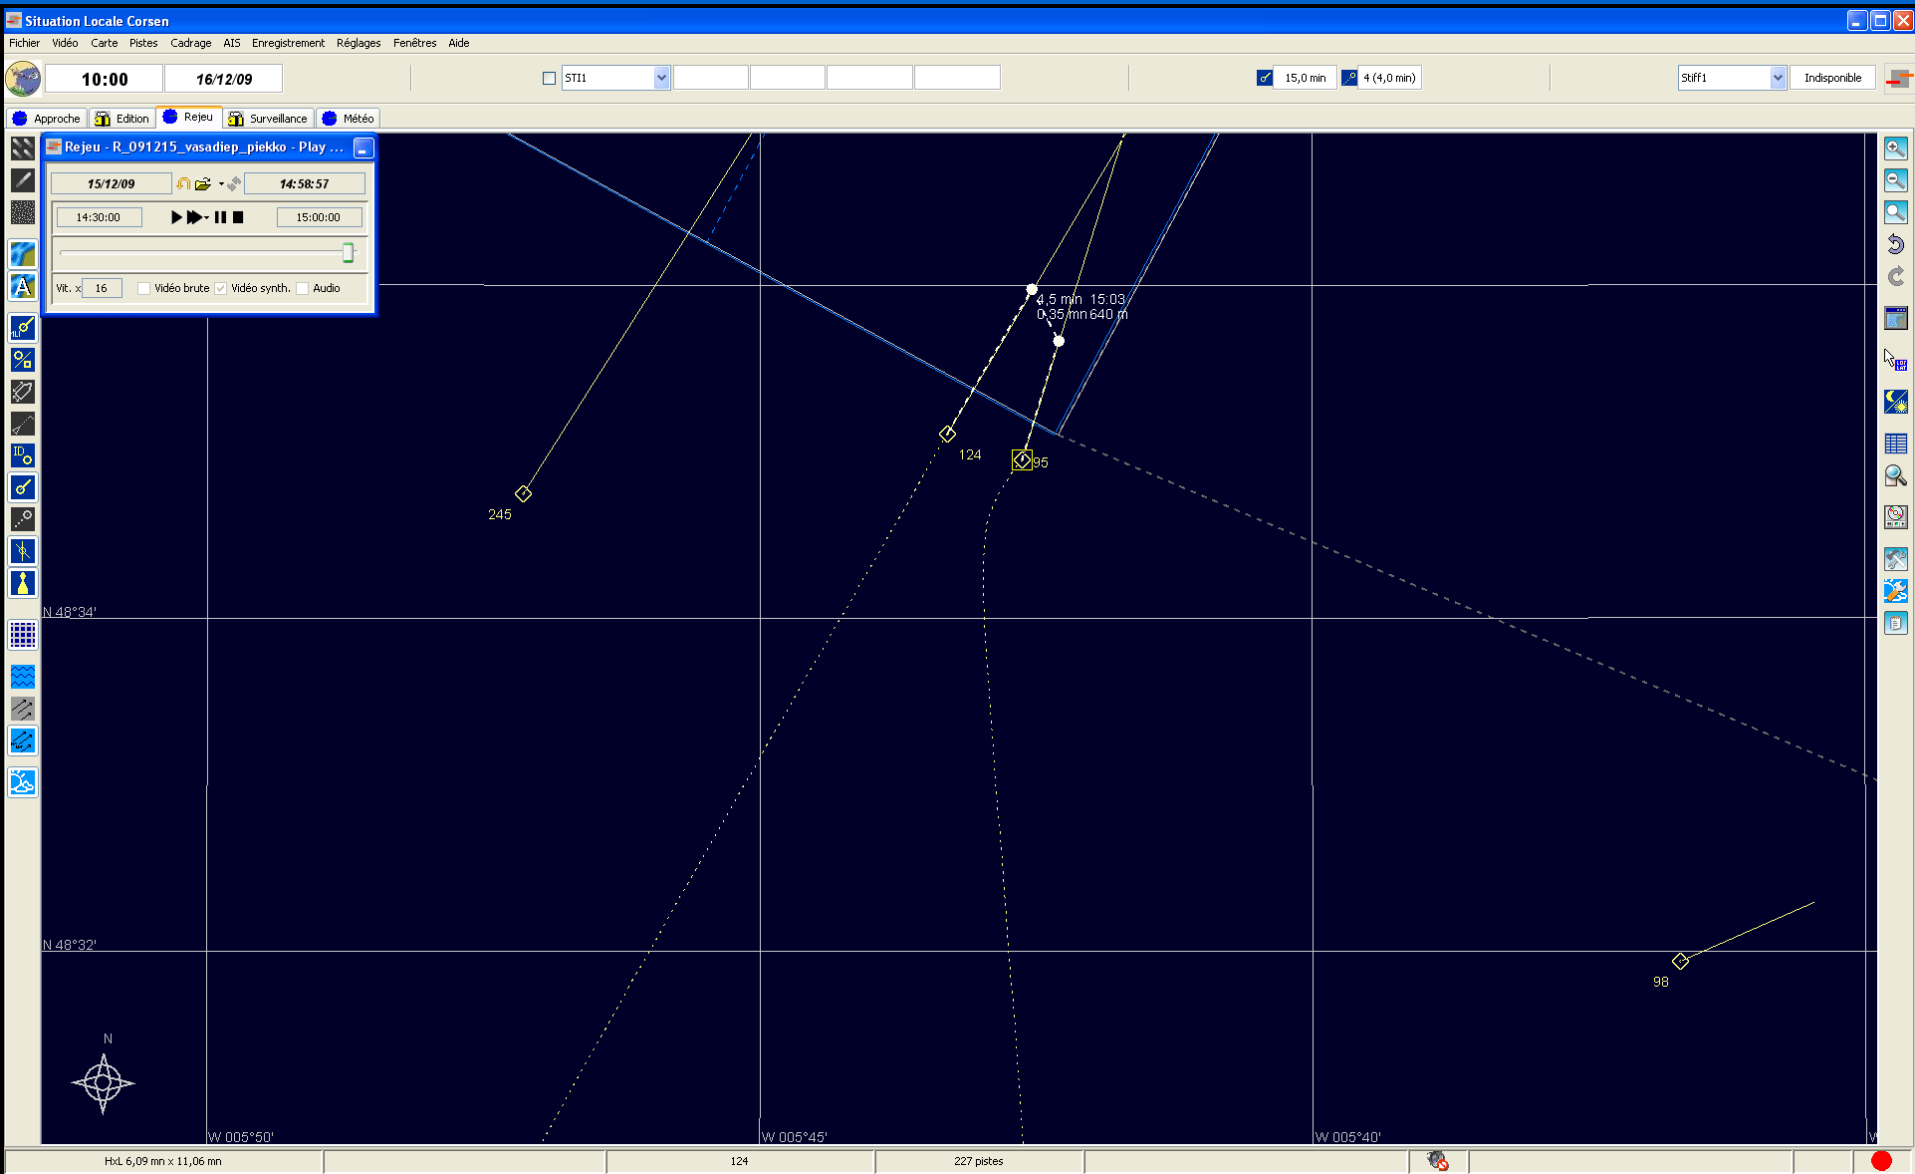 Situation Locale Corsen
Fichier Vidéo Carte Pistes Cadrage AIS Enregistrement Réglages Fenêtres Aide
10:00 16/12/09 STI1 15,0 min 4 (4,0 min) Stiff1 Indisponible
Approche Edition Rejeu Surveillance Météo
Rejeu - R_091215_vasadiep_piekko - Play ...
15/12/09 14:58:57
14:30:00 15:00:00
Vit. x 16 Vidéo brute Vidéo synth. Audio
4,5 min 15:03
0,35 mn 640 m
124
95
245
N 48°34'
N 48°32'
98
N
W 005°50' W 005°45' W 005°40' W
HxL 6,09 mn x 11,06 mn 124 227 pistes